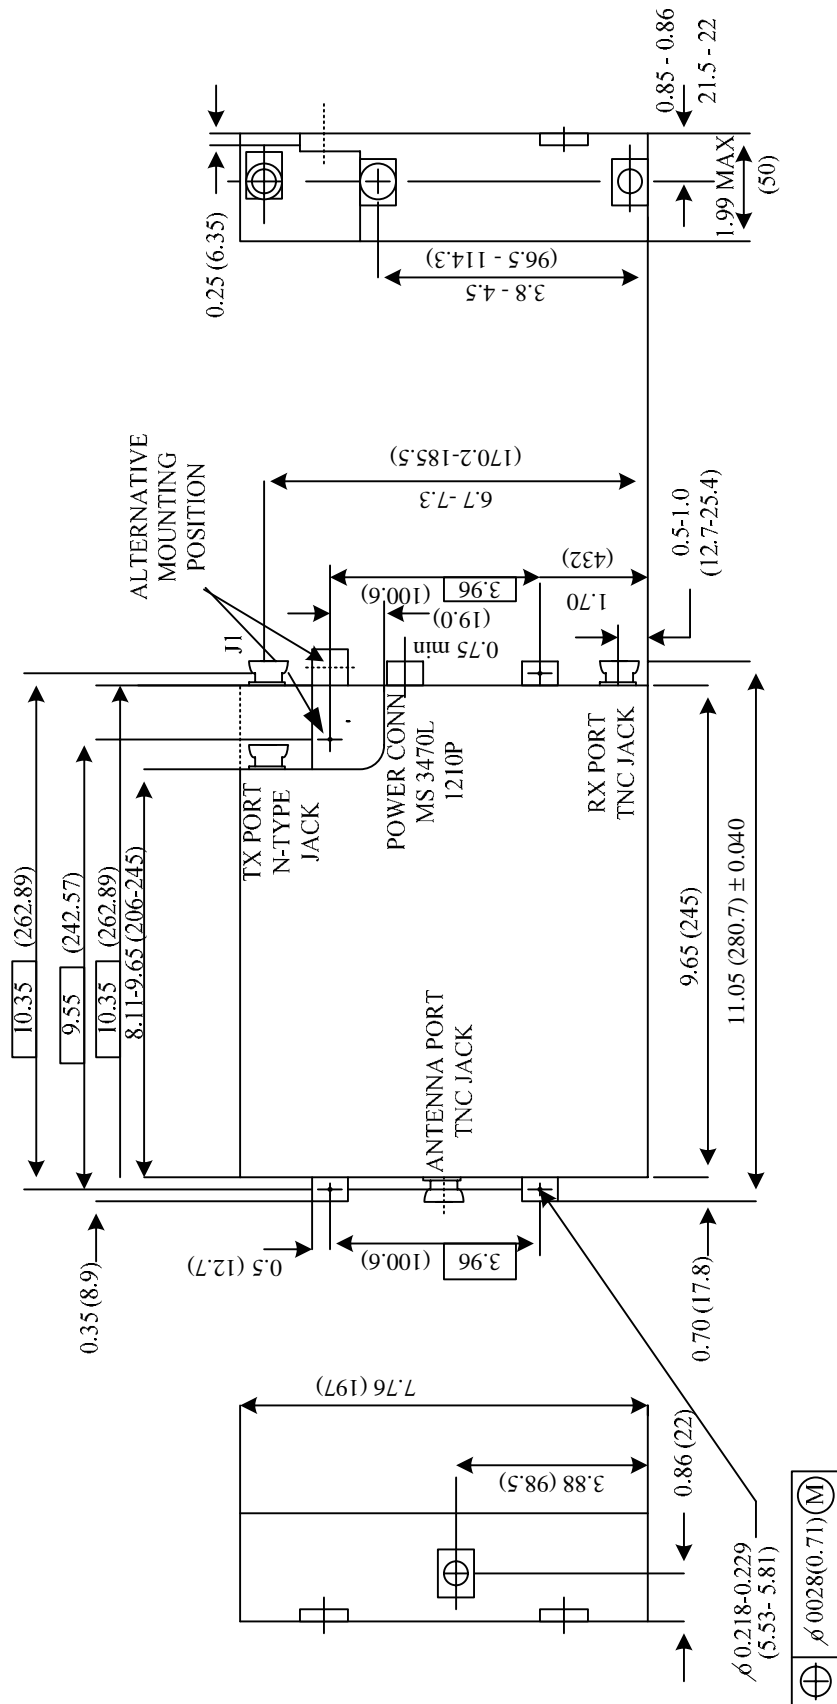 0.85 - 0.86
21.5 - 22
0.25 (6.35)
1.99 MAX
(50)
3.8 - 4.5
(96.5 - 114.3)
ALTERNATIVE
MOUNTING
POSITION
6.7 -7.3
(170.2-185.5)
0.5-1.0
(12.7-25.4)
1.70
(432)
3.96
(100.6)
0.75 min
(19.0)
J1
10.35 (262.89)
9.55 (242.57)
10.35 (262.89)
8.11-9.65 (206-245)
TX PORT
N-TYPE
JACK
POWER CONN
MS 3470L
1210P
RX PORT
TNC JACK
ANTENNA PORT
TNC JACK
9.65 (245)
11.05 (280.7) ± 0.040
0.35 (8.9)
0.5 (12.7)
3.96
(100.6)
0.70 (17.8)
7.76 (197)
3.88 (98.5)
0.86 (22)
⌀ 0.218-0.229
(5.53- 5.81)
⌖ ⌀ 0028(0.71) Ⓜ